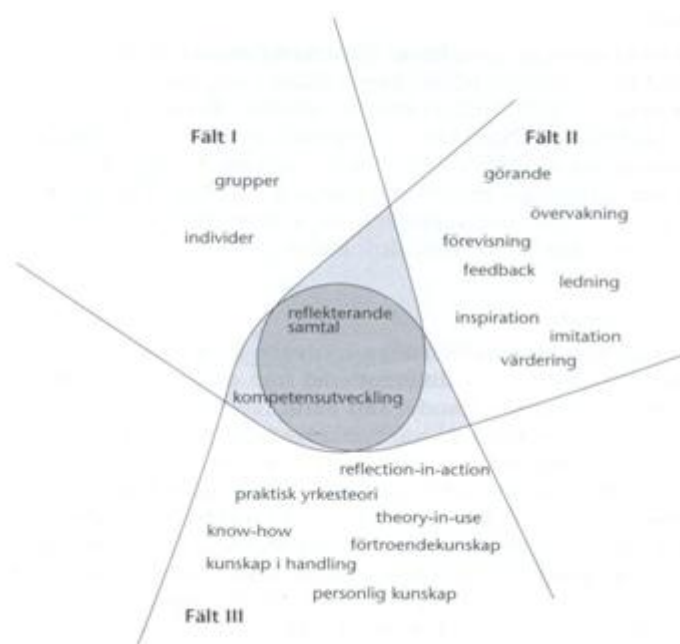 Fält I
grupper
individer
Fält II
görande
övervakning
förevisning
feedback
ledning
inspiration
imitation
värdering
reflekterande
samtal
kompetensutveckling
reflection-in-action
praktisk yrkesteori
theory-in-use
know-how
förtroendekunskap
kunskap i handling
personlig kunskap
Fält III